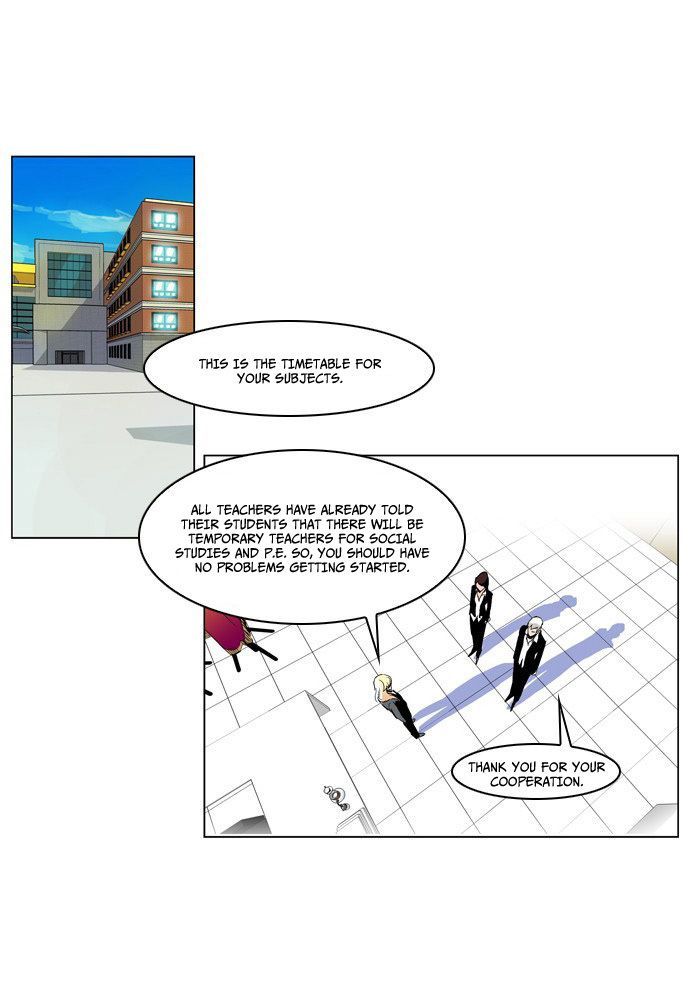 THIS IS THE TIMETABLE FOR
YOUR SUBJECTS.
ALL TEACHERS HAVE ALREADY TOLD
THEIR STUDENTS THAT THERE WILL BE
TEMPORARY TEACHERS FOR SOCIAL
STUDIES AND P.E. SO, YOU SHOULD HAVE
NO PROBLEMS GETTING STARTED.
THANK YOU FOR YOUR
COOPERATION.